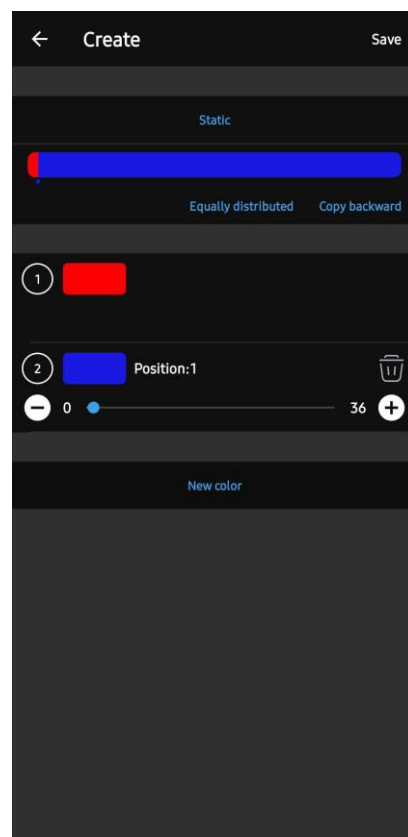 Create Save
Static
Equally distributed Copy backward
1
2 Position:1
0 36
New color